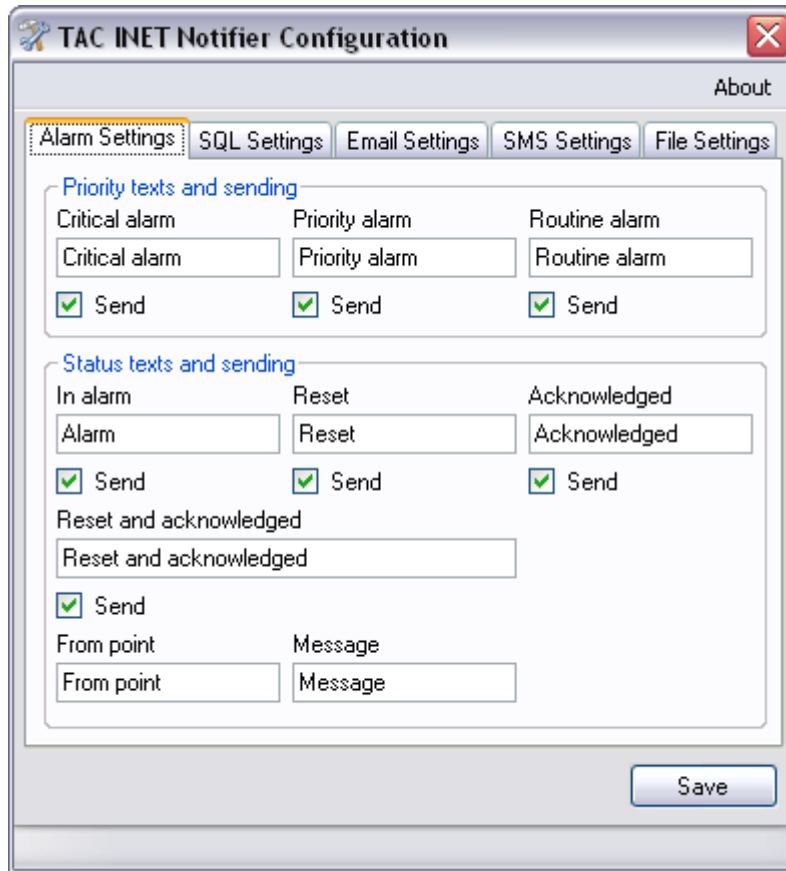 TAC INET Notifier Configuration
About
Alarm Settings SQL Settings Email Settings SMS Settings File Settings
Priority texts and sending
Critical alarm Priority alarm Routine alarm
Critical alarm Priority alarm Routine alarm
Send Send Send
Status texts and sending
In alarm Reset Acknowledged
Alarm Reset Acknowledged
Send Send Send
Reset and acknowledged
Reset and acknowledged
Send
From point Message
From point Message
Save